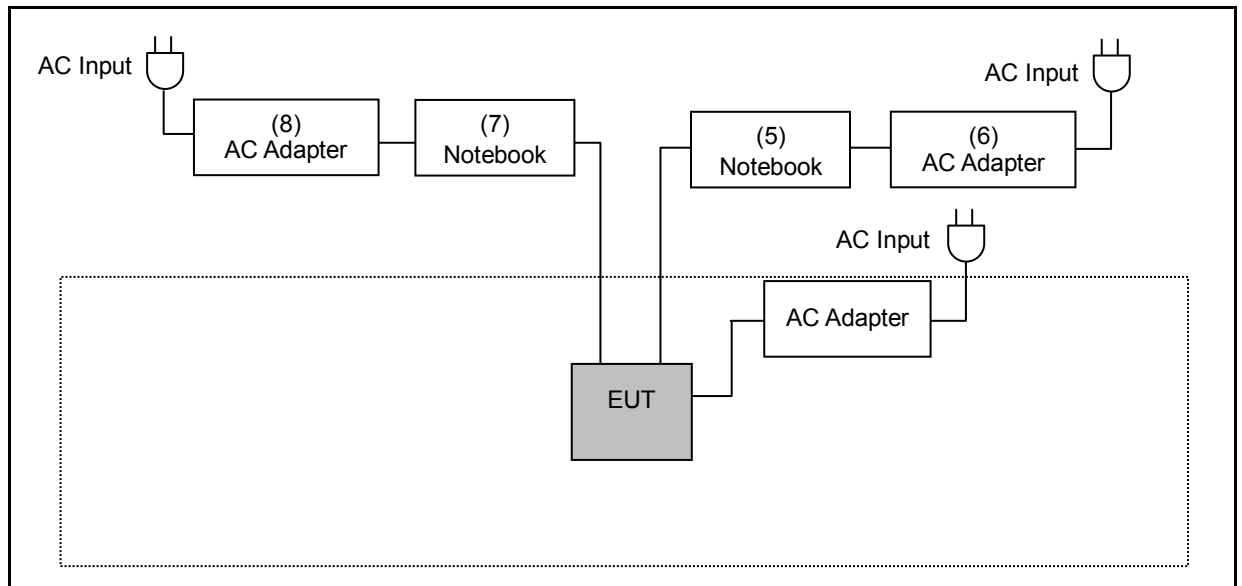 AC Input
AC Input
(8)
AC Adapter
(7)
Notebook
(5)
Notebook
(6)
AC Adapter
AC Input
AC Adapter
EUT